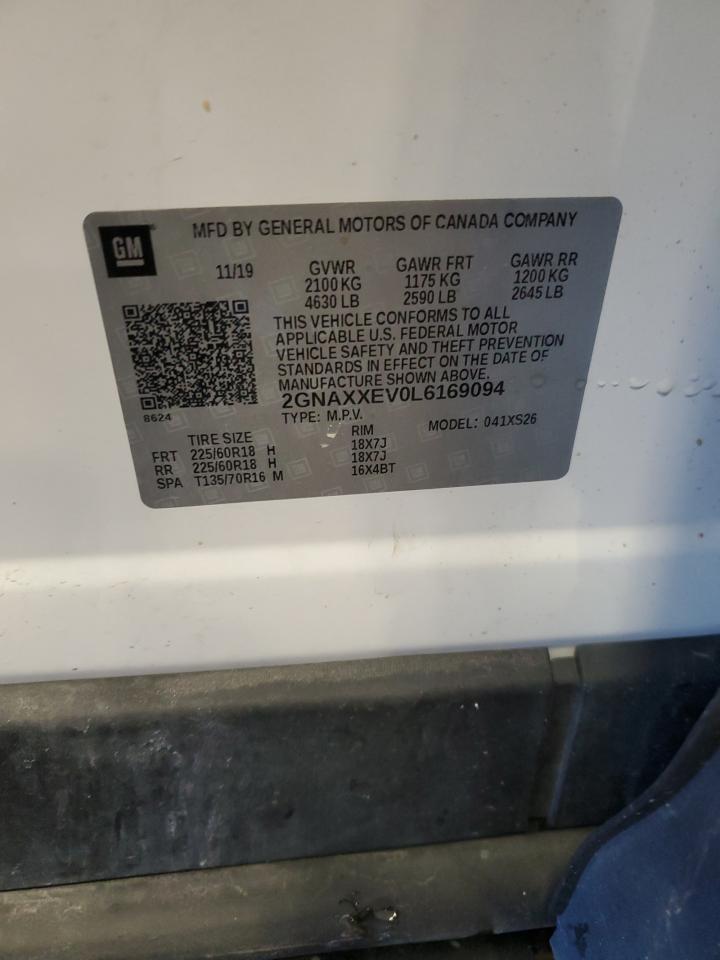 GM
MFD BY GENERAL MOTORS OF CANADA COMPANY
11/19 GVWR GAWR FRT GAWR RR
2100 KG 1175 KG 1200 KG
4630 LB 2590 LB 2645 LB
THIS VEHICLE CONFORMS TO ALL
APPLICABLE U.S. FEDERAL MOTOR
VEHICLE SAFETY AND THEFT PREVENTION
STANDARDS IN EFFECT ON THE DATE OF
MANUFACTURE SHOWN ABOVE.
2GNAXXEV0L6169094
8624
TYPE: M.P.V. MODEL: 041XS26
TIRE SIZE RIM
FRT 225/60R18 H 18X7J
RR 225/60R18 H 18X7J
SPA T135/70R16 M 16X4BT